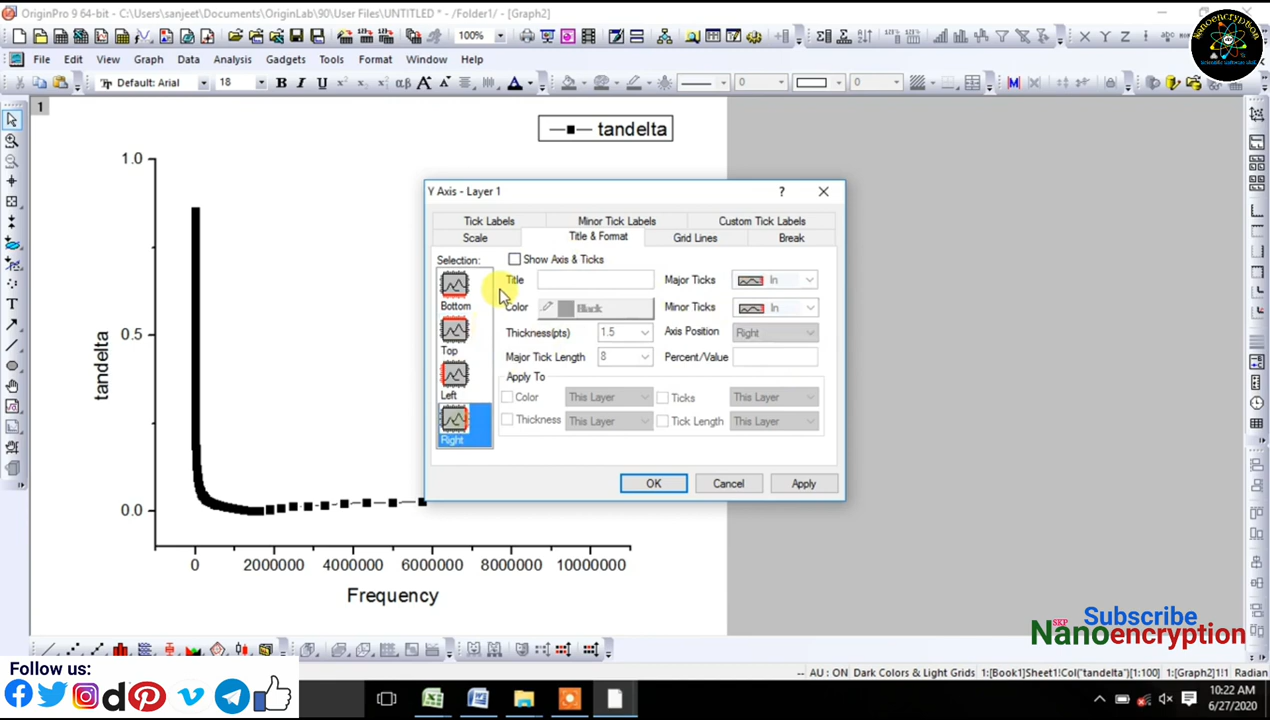 OriginPro 9 64-bit - C:\Users\sanjeet\Documents\OriginLab\90\User Files\UNTITLED * - /Folder1/ - [Graph2]
Nanoencryption
100%
File Edit View Graph Data Analysis Gadgets Tools Format Window Help
Default: Arial 18 B I U αβ A A A 0 0
1
tandelta
1.0
0.5
0.0
tandelta
0 2000000 4000000 6000000 8000000 10000000
Frequency
Y Axis - Layer 1
?
Tick Labels Minor Tick Labels Custom Tick Labels
Scale Title & Format Grid Lines Break
Selection:
Bottom
Top
Left
Right
Show Axis & Ticks
Title Major Ticks In
Color Black Minor Ticks In
Thickness(pts) 1.5 Axis Position Right
Major Tick Length 8 Percent/Value
Apply To
Color This Layer Ticks This Layer
Thickness This Layer Tick Length This Layer
OK Cancel Apply
Subscribe
SKP
Nanoencryption
Follow us:
-- AU : ON Dark Colors & Light Grids 1:[Book1]Sheet1!Col("tandelta")[1:100] 1:[Graph2]1!1 Radian
10:22 AM
6/27/2020